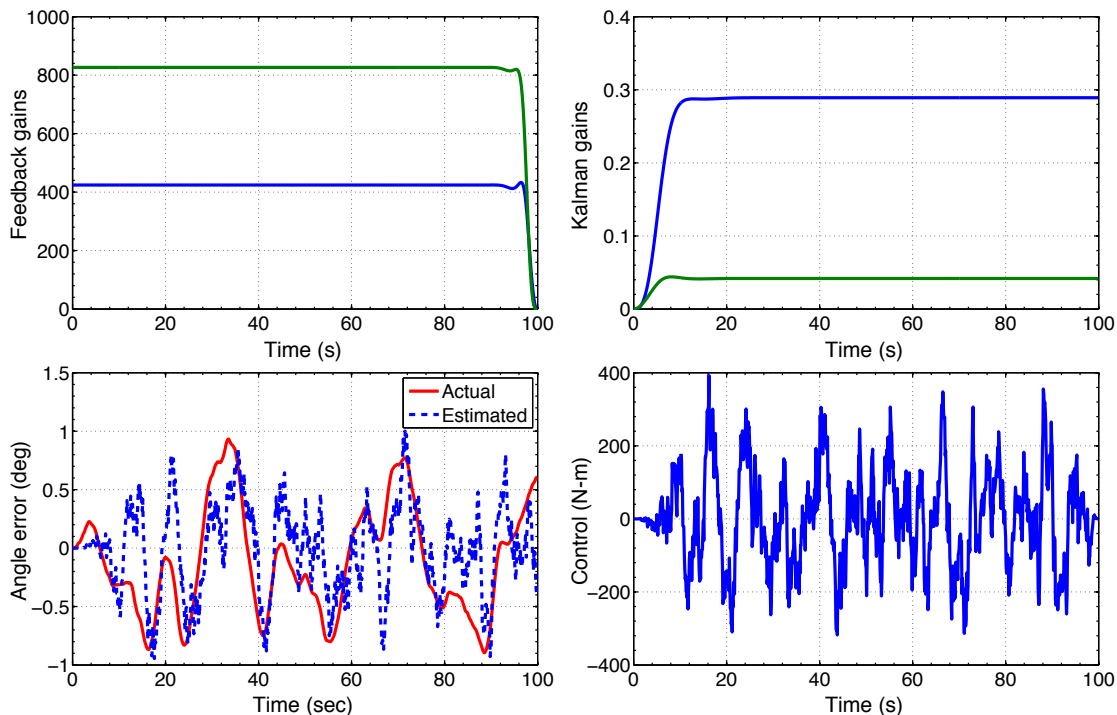 1000
800
600
400
200
0
Feedback gains
0 20 40 60 80 100
Time (s)
0.4
0.3
0.2
0.1
0
Kalman gains
0 20 40 60 80 100
Time (s)
1.5
1
0.5
0
−0.5
−1
Angle error (deg)
Actual
Estimated
0 20 40 60 80 100
Time (sec)
400
200
0
−200
−400
Control (N-m)
0 20 40 60 80 100
Time (s)